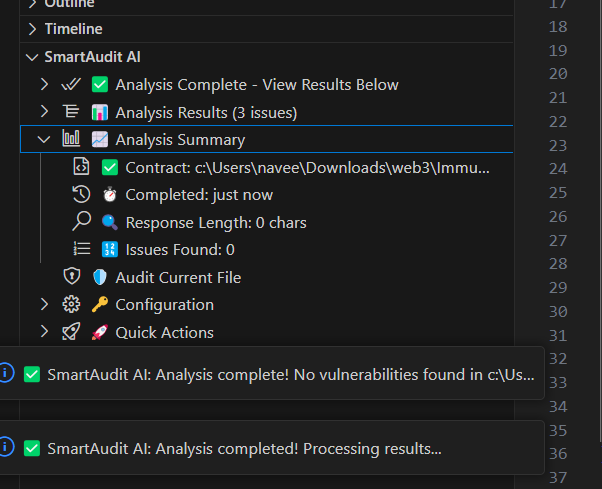 Outline
Timeline
SmartAudit AI
Analysis Complete - View Results Below
Analysis Results (3 issues)
Analysis Summary
Contract: c:\Users\navee\Downloads\web3\Immu...
Completed: just now
Response Length: 0 chars
1234 Issues Found: 0
Audit Current File
Configuration
Quick Actions
SmartAudit AI: Analysis complete! No vulnerabilities found in c:\Us...
SmartAudit AI: Analysis completed! Processing results...
17
18
19
20
21
22
23
24
25
26
27
28
29
30
31
32
33
34
35
36
37